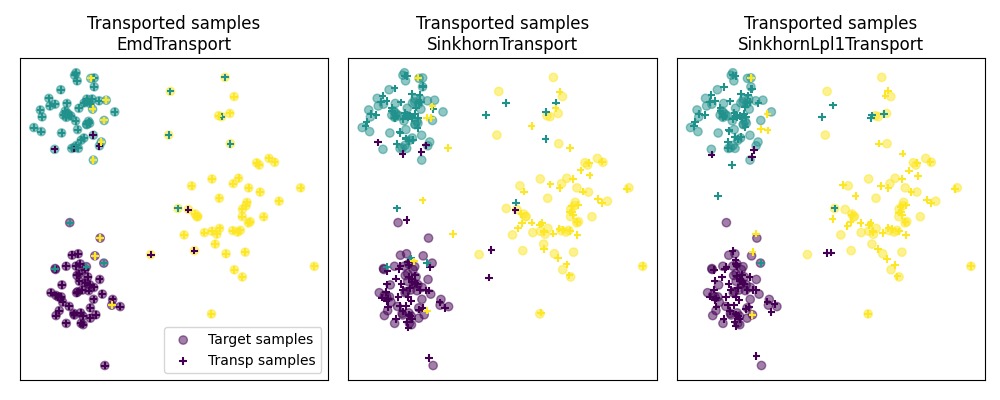 Transported samples
EmdTransport
Transported samples
SinkhornTransport
Transported samples
SinkhornLpl1Transport
Target samples
Transp samples